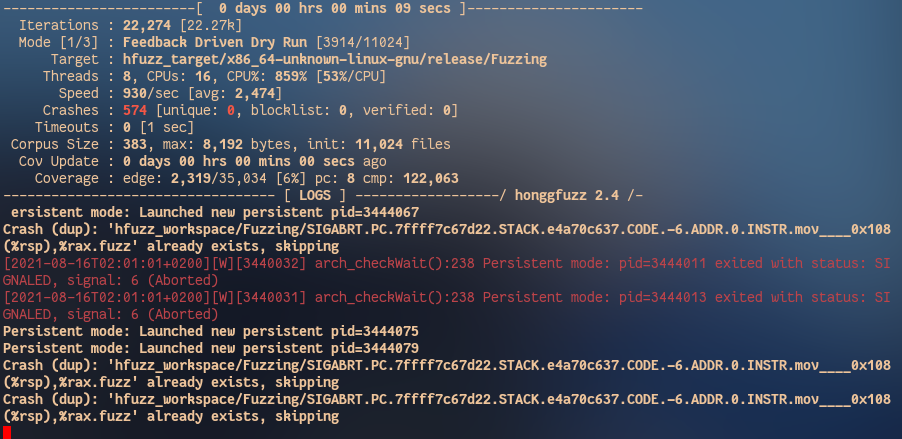 ------------------------[  0 days 00 hrs 00 mins 09 secs ]----------------------
Iterations : 22,274 [22.27k]
Mode [1/3] : Feedback Driven Dry Run [3914/11024]
Target : hfuzz_target/x86_64-unknown-linux-gnu/release/Fuzzing
Threads : 8, CPUs: 16, CPU%: 859% [53%/CPU]
Speed : 930/sec [avg: 2,474]
Crashes : 574 [unique: 0, blocklist: 0, verified: 0]
Timeouts : 0 [1 sec]
Corpus Size : 383, max: 8,192 bytes, init: 11,024 files
Cov Update : 0 days 00 hrs 00 mins 00 secs ago
Coverage : edge: 2,319/35,034 [6%] pc: 8 cmp: 122,063
---------------------------------- [ LOGS ] ------------------/ honggfuzz 2.4 /-
ersistent mode: Launched new persistent pid=3444067
Crash (dup): 'hfuzz_workspace/Fuzzing/SIGABRT.PC.7ffff7c67d22.STACK.e4a70c637.CODE.-6.ADDR.0.INSTR.mov____0x108
(%rsp),%rax.fuzz' already exists, skipping
[2021-08-16T02:01:01+0200][W][3440032] arch_checkWait():238 Persistent mode: pid=3444011 exited with status: SI
GNALED, signal: 6 (Aborted)
[2021-08-16T02:01:01+0200][W][3440031] arch_checkWait():238 Persistent mode: pid=3444013 exited with status: SI
GNALED, signal: 6 (Aborted)
Persistent mode: Launched new persistent pid=3444075
Persistent mode: Launched new persistent pid=3444079
Crash (dup): 'hfuzz_workspace/Fuzzing/SIGABRT.PC.7ffff7c67d22.STACK.e4a70c637.CODE.-6.ADDR.0.INSTR.mov____0x108
(%rsp),%rax.fuzz' already exists, skipping
Crash (dup): 'hfuzz_workspace/Fuzzing/SIGABRT.PC.7ffff7c67d22.STACK.e4a70c637.CODE.-6.ADDR.0.INSTR.mov____0x108
(%rsp),%rax.fuzz' already exists, skipping